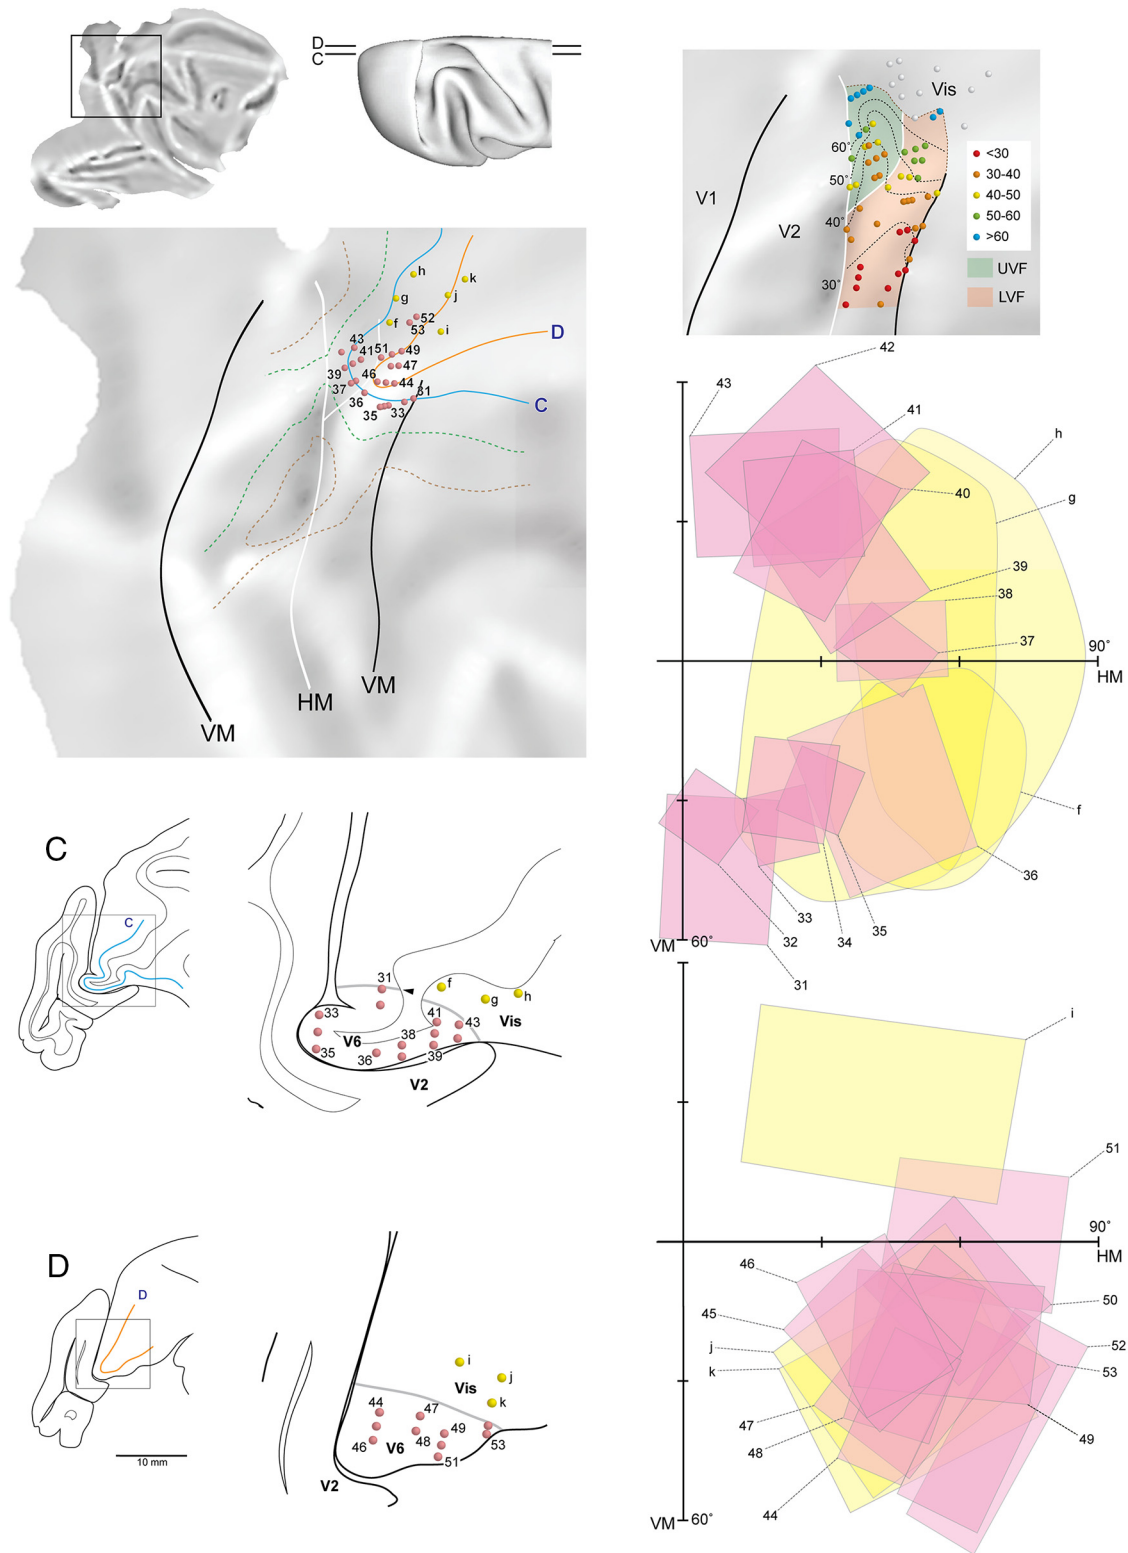 D
C
Vis
60°
50°
V1
V2
40°
30°
<30
30-40
40-50
50-60
>60
UVF
LVF
h
k
g
j
f
52
53
i
43
41
51
49
D
39
46
47
37
44
31
36
C
35
33
HM
VM
VM
42
43
41
h
40
g
39
38
37
90°
HM
f
36
33
35
32
34
VM
60°
31
C
C
31
f
g
h
33
41
43
Vis
V6
38
35
36
39
V2
i
51
90°
HM
46
50
45
52
j
k
53
47
49
48
44
VM
60°
D
D
10 mm
i
j
Vis
k
44
47
49
46
V6
48
53
51
V2